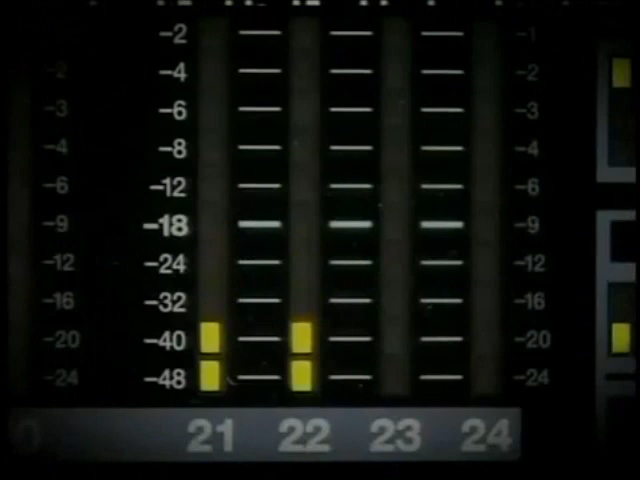 -2 -1
-2 -4 -2
-3 -6 -3
-4 -8 -4
-6 -12 -6
-9 -18 -9
-12 -24 -12
-16 -32 -16
-20 -40 -20
-24 -48 -24
21 22 23 24